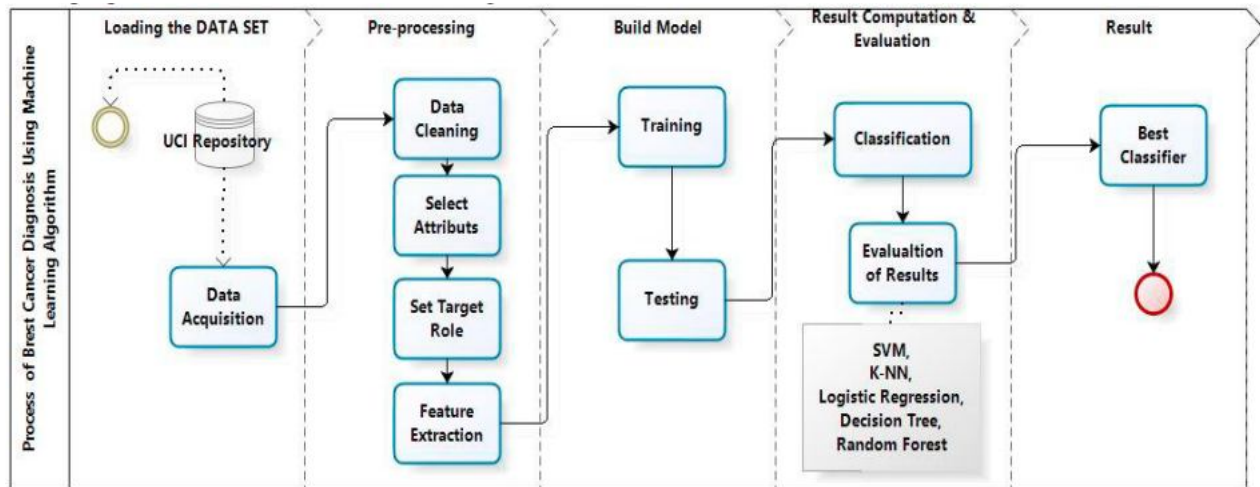 Process of Brest Cancer Diagnosis Using Machine
Learning Algorithm
Loading the DATA SET
UCI Repository
Data
Acquisition
Pre-processing
Data
Cleaning
Select
Attributs
Set Target
Role
Feature
Extraction
Build Model
Training
Testing
Result Computation &
Evaluation
Classification
Evalualtion
of Results
SVM,
K-NN,
Logistic Regression,
Decision Tree,
Random Forest
Result
Best
Classifier